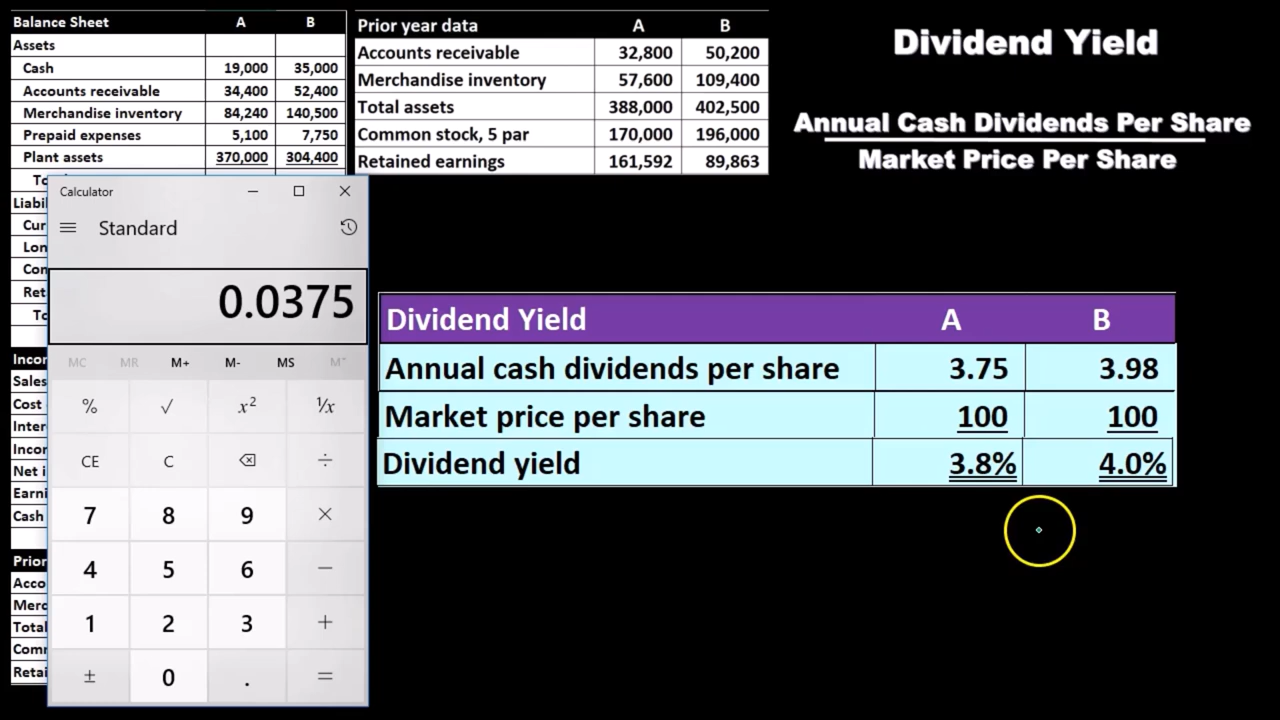 Balance Sheet A B
Assets
Cash 19,000 35,000
Accounts receivable 34,400 52,400
Merchandise inventory 84,240 140,500
Prepaid expenses 5,100 7,750
Plant assets 370,000 304,400
Prior year data A B
Accounts receivable 32,800 50,200
Merchandise inventory 57,600 109,400
Total assets 388,000 402,500
Common stock, 5 par 170,000 196,000
Retained earnings 161,592 89,863
Dividend Yield
Annual Cash Dividends Per Share
Market Price Per Share
Calculator
Standard
0.0375
MC MR M+ M- MS
% √ x² ¹/x
CE C ÷
7 8 9 ×
4 5 6 −
1 2 3 +
± 0 . =
Dividend Yield A B
Annual cash dividends per share 3.75 3.98
Market price per share 100 100
Dividend yield 3.8% 4.0%
Sales
Cost
Cash
Prior